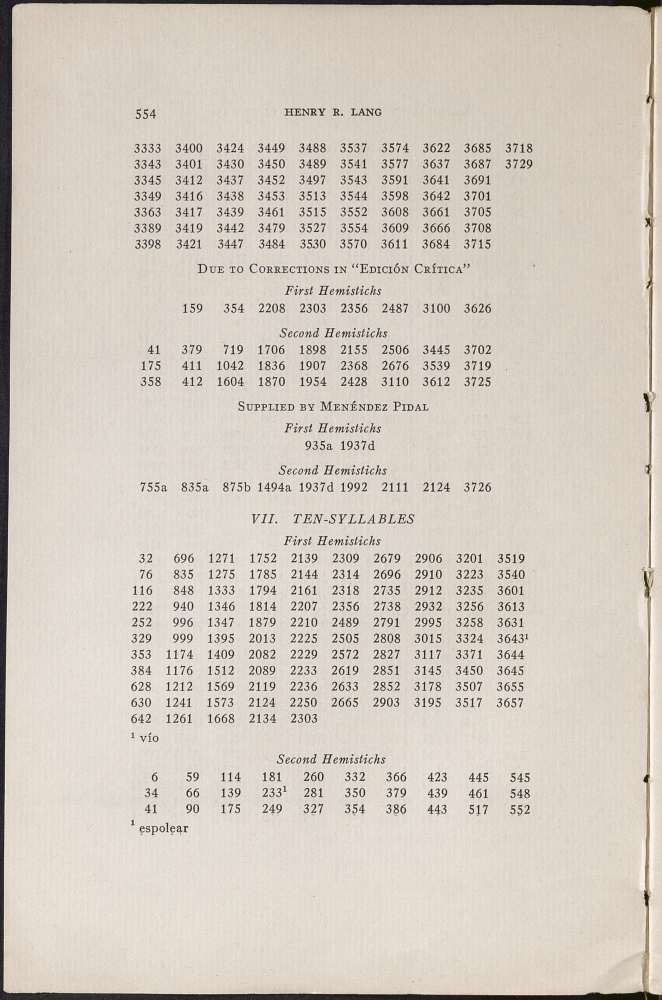 554 HENRY R. LANG
3333 3400 3424 3449 3488 3537 3574 3622 3685 3718
3343 3401 3430 3450 3489 3541 3577 3637 3687 3729
3345 3412 3437 3452 3497 3543 3591 3641 3691
3349 3416 3438 3453 3513 3544 3598 3642 3701
3363 3417 3439 3461 3515 3552 3608 3661 3705
3389 3419 3442 3479 3527 3554 3609 3666 3708
3398 3421 3447 3484 3530 3570 3611 3684 3715
DUE TO CORRECTIONS IN “EDICIÓN CRÍTICA”
First Hemistichs
159 354 2208 2303 2356 2487 3100 3626
Second Hemistichs
41 379 719 1706 1898 2155 2506 3445 3702
175 411 1042 1836 1907 2368 2676 3539 3719
358 412 1604 1870 1954 2428 3110 3612 3725
SUPPLIED BY MENÉNDEZ PIDAL
First Hemistichs
935a 1937d
Second Hemistichs
755a 835a 875b 1494a 1937d 1992 2111 2124 3726
VII. TEN-SYLLABLES
First Hemistichs
32 696 1271 1752 2139 2309 2679 2906 3201 3519
76 835 1275 1785 2144 2314 2696 2910 3223 3540
116 848 1333 1794 2161 2318 2735 2912 3235 3601
222 940 1346 1814 2207 2356 2738 2932 3256 3613
252 996 1347 1879 2210 2489 2791 2995 3258 3631
329 999 1395 2013 2225 2505 2808 3015 3324 3643¹
353 1174 1409 2082 2229 2572 2827 3117 3371 3644
384 1176 1512 2089 2233 2619 2851 3145 3450 3645
628 1212 1569 2119 2236 2633 2852 3178 3507 3655
630 1241 1573 2124 2250 2665 2903 3195 3517 3657
642 1261 1668 2134 2303
¹ vío
Second Hemistichs
6 59 114 181 260 332 366 423 445 545
34 66 139 233¹ 281 350 379 439 461 548
41 90 175 249 327 354 386 443 517 552
¹ ęspolęar